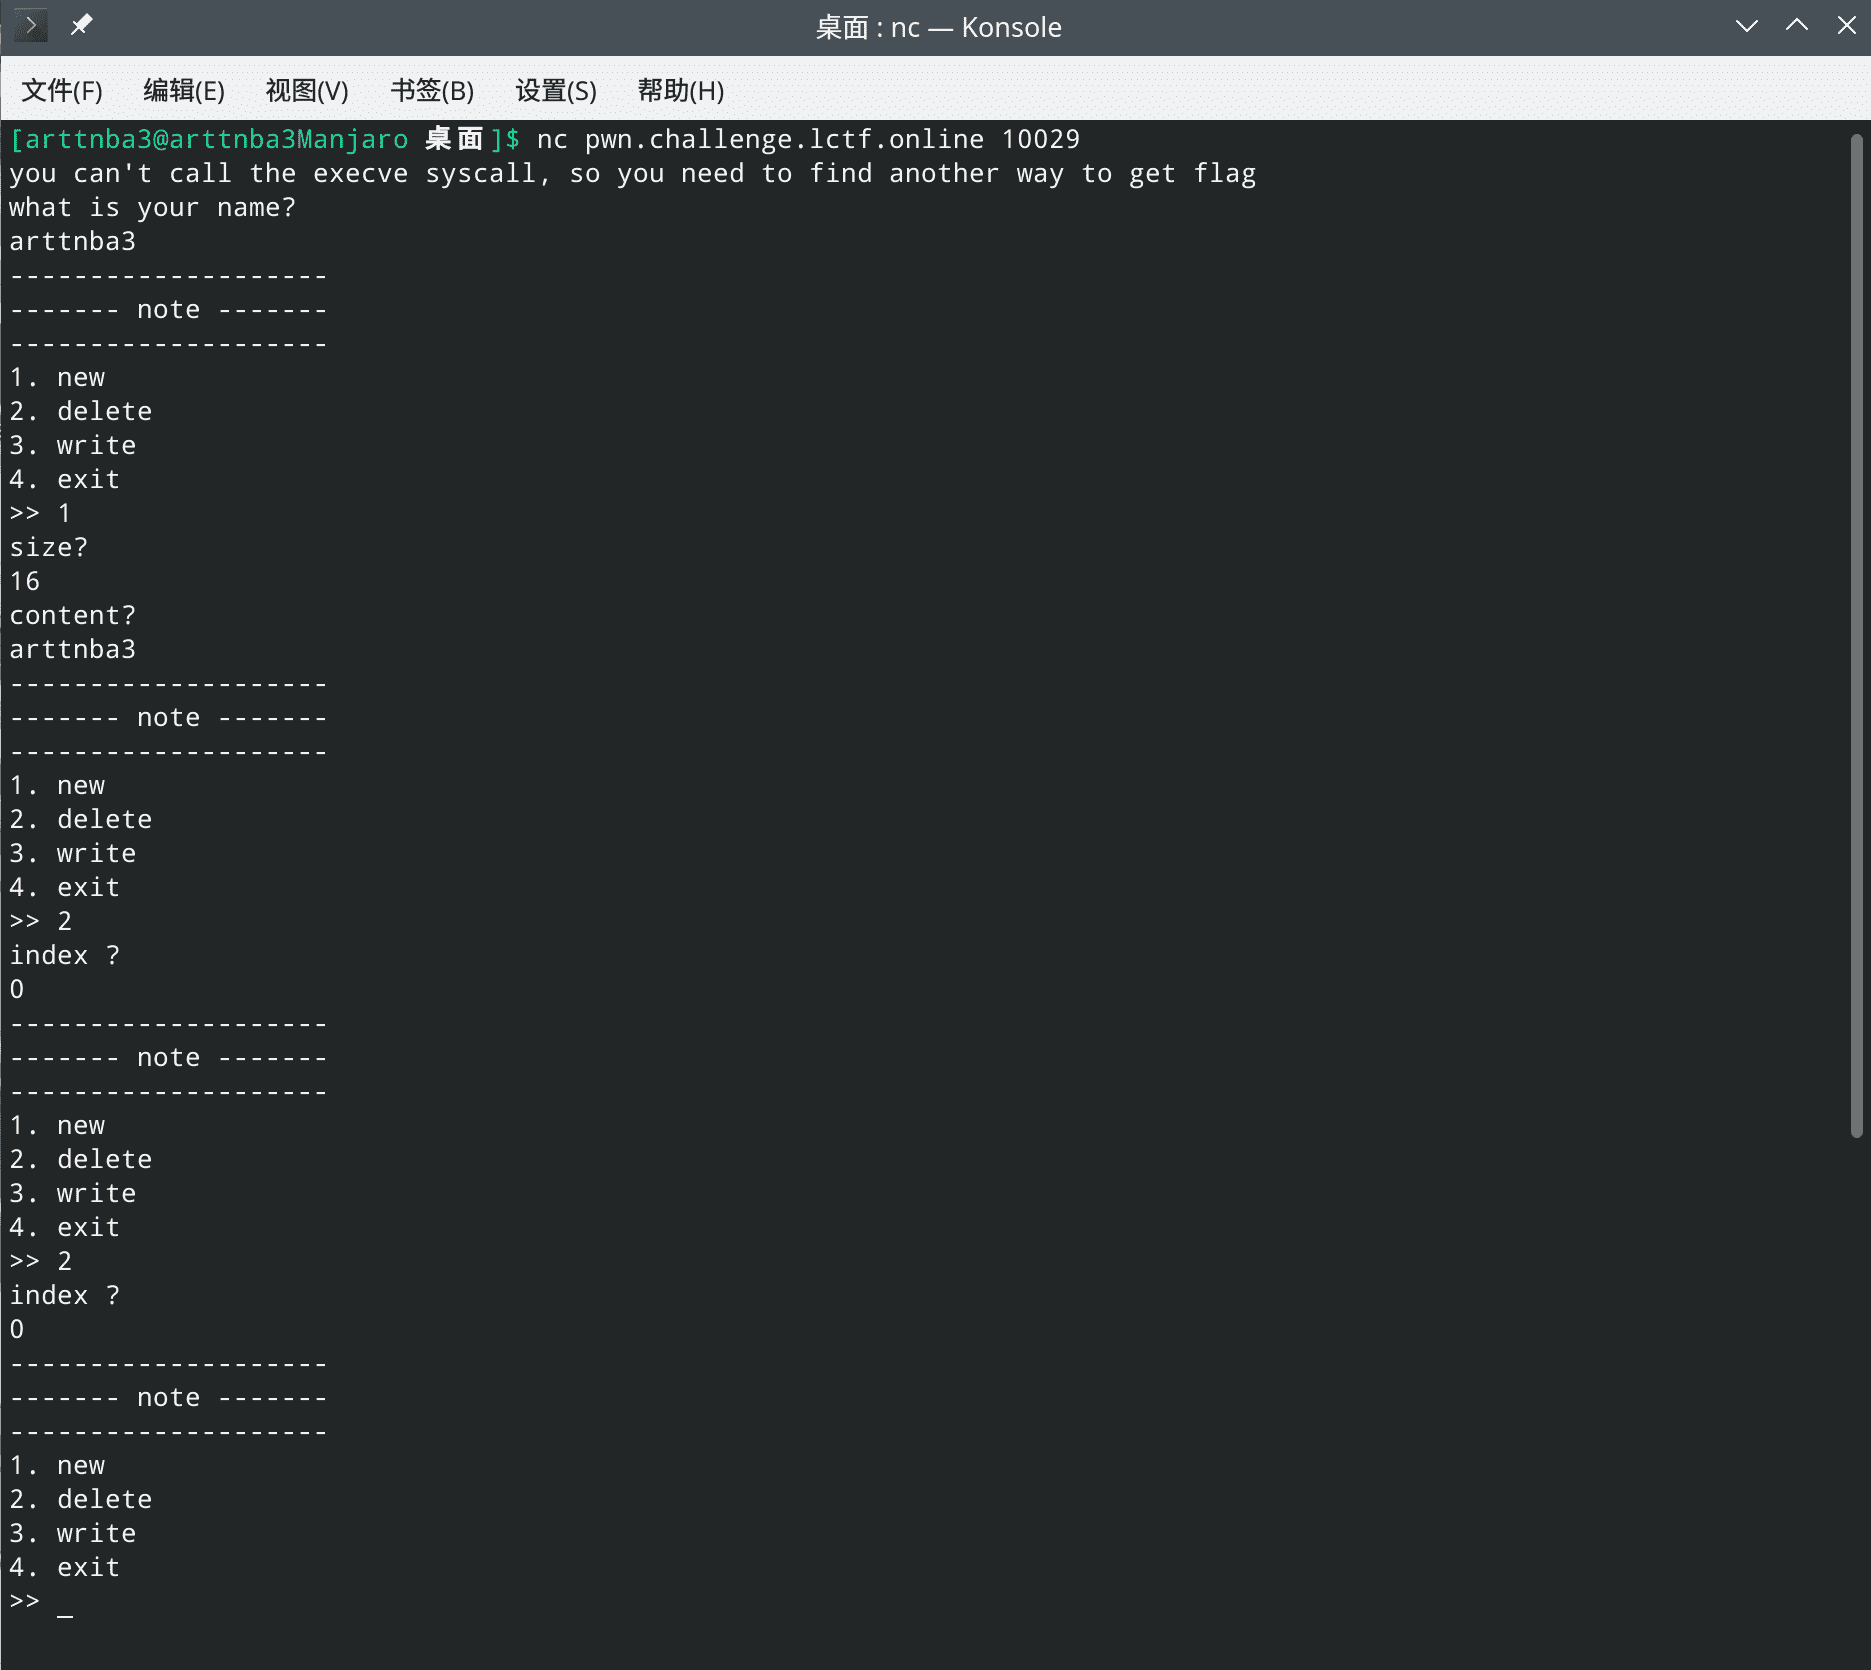 桌面 : nc — Konsole
文件(F) 编辑(E) 视图(V) 书签(B) 设置(S) 帮助(H)
[arttnba3@arttnba3Manjaro 桌面]$ nc pwn.challenge.lctf.online 10029
you can't call the execve syscall, so you need to find another way to get flag
what is your name?
arttnba3
--------------------
------- note -------
--------------------
1. new
2. delete
3. write
4. exit
>> 1
size?
16
content?
arttnba3
--------------------
------- note -------
--------------------
1. new
2. delete
3. write
4. exit
>> 2
index ?
0
--------------------
------- note -------
--------------------
1. new
2. delete
3. write
4. exit
>> 2
index ?
0
--------------------
------- note -------
--------------------
1. new
2. delete
3. write
4. exit
>> _